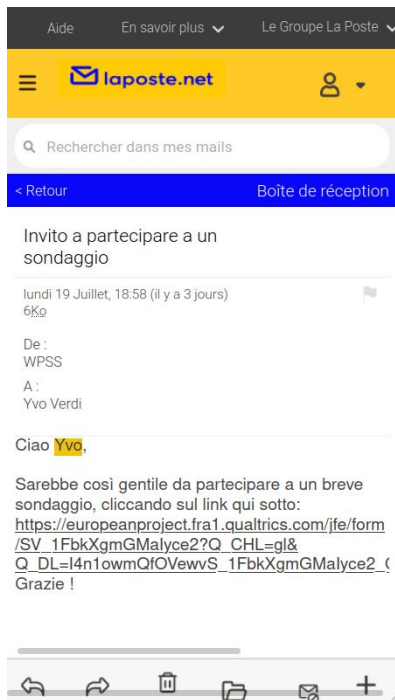 Aide En savoir plus Le Groupe La Poste
laposte.net
Rechercher dans mes mails
< Retour Boîte de réception
Invito a partecipare a un
sondaggio
lundi 19 Juillet, 18:58 (il y a 3 jours)
6Ko
De :
WPSS
A :
Yvo Verdi
Ciao Yvo,
Sarebbe così gentile da partecipare a un breve
sondaggio, cliccando sul link qui sotto:
https://europeanproject.fra1.qualtrics.com/jfe/form
/SV_1FbkXgmGMaIyce2?Q_CHL=gl&
Q_DL=I4n1owmQfOVewvS_1FbkXgmGMaIyce2_
Grazie !